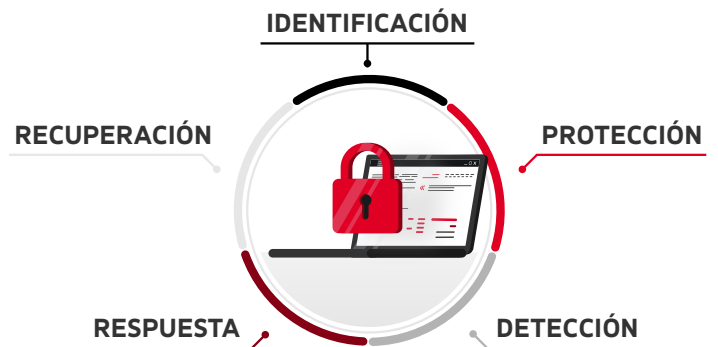 IDENTIFICACIÓN
RECUPERACIÓN
PROTECCIÓN
RESPUESTA
DETECCIÓN